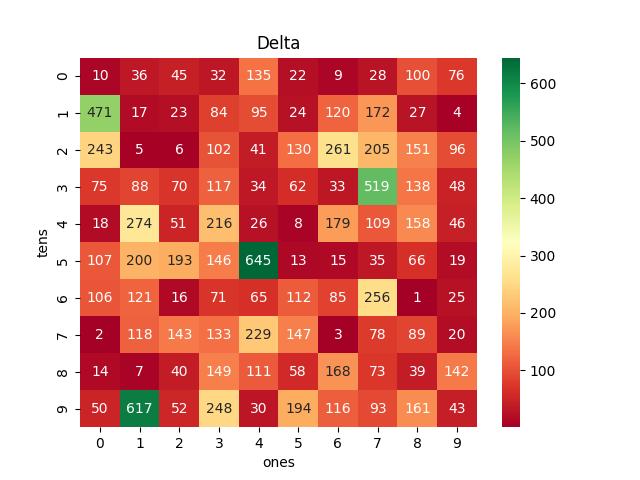 Delta
0 10 36 45 32 135 22 9 28 100 76
1 471 17 23 84 95 24 120 172 27 4
2 243 5 6 102 41 130 261 205 151 96
3 75 88 70 117 34 62 33 519 138 48
4 18 274 51 216 26 8 179 109 158 46
5 107 200 193 146 645 13 15 35 66 19
6 106 121 16 71 65 112 85 256 1 25
7 2 118 143 133 229 147 3 78 89 20
8 14 7 40 149 111 58 168 73 39 142
9 50 617 52 248 30 194 116 93 161 43
0 1 2 3 4 5 6 7 8 9
ones
tens
600
500
400
300
200
100